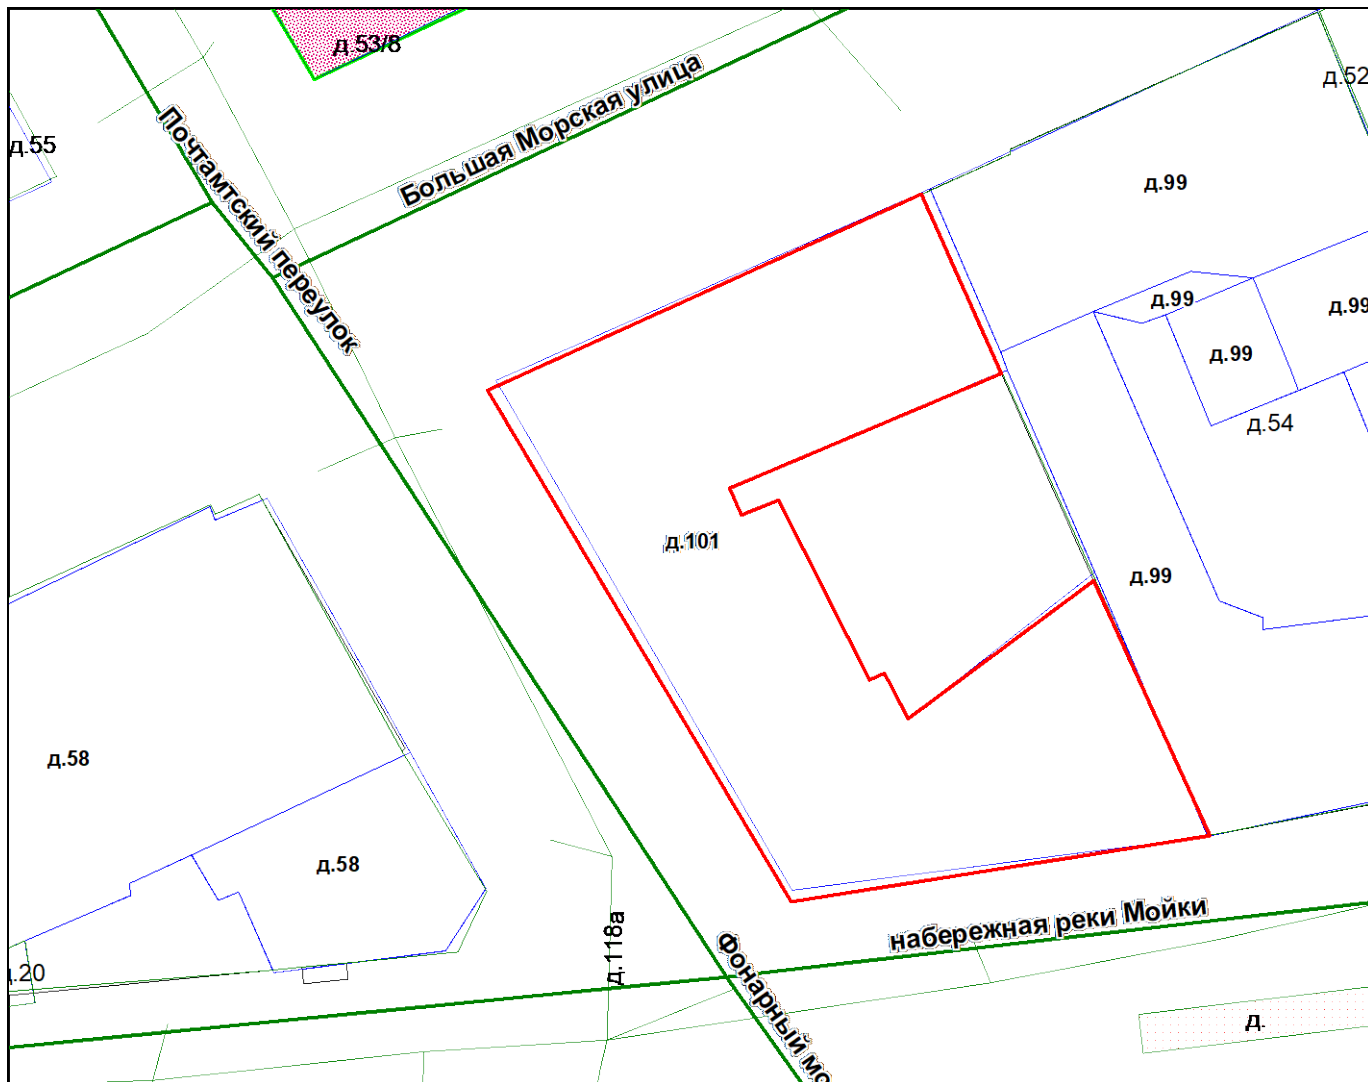 д.53/8
д.52
Большая Морская улица
Почтамтский переулок
д.55
д.99
д.99
д.99
д.99
д.54
д.101
д.99
д.58
д.58
набережная реки Мойки
д.118а
Фонарный мо
д.20
д.